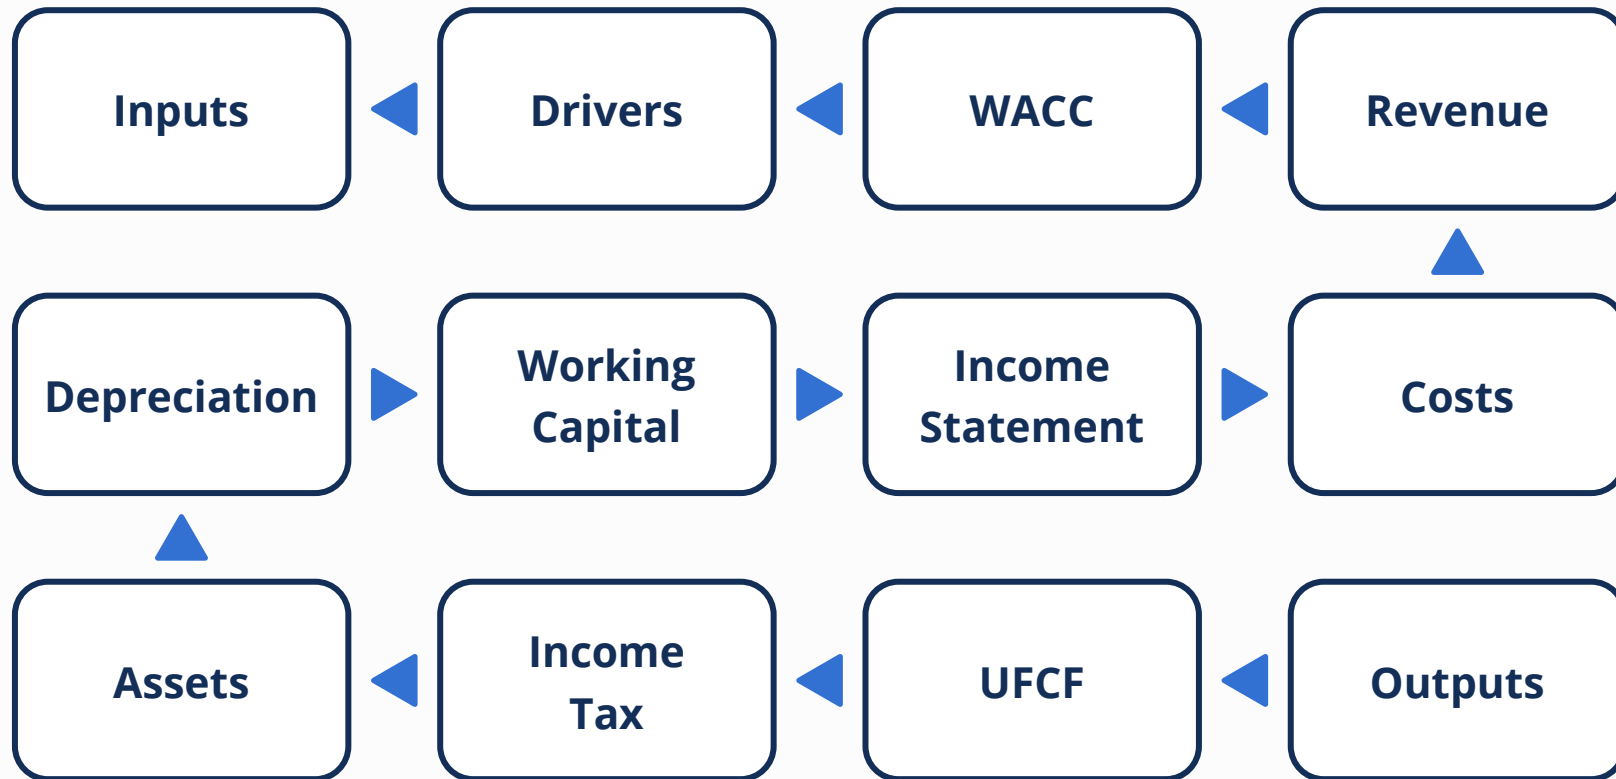 Inputs
Drivers
WACC
Revenue
Depreciation
Working
Capital
Income
Statement
Costs
Assets
Income
Tax
UFCF
Outputs